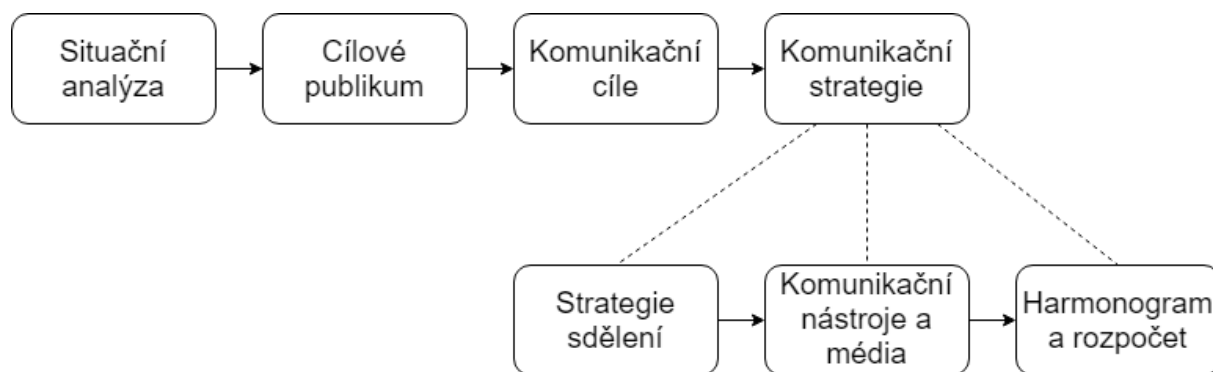 Situační
analýza
Cílové
publikum
Komunikační
cíle
Komunikační
strategie
Strategie
sdělení
Komunikační
nástroje a
média
Harmonogram
a rozpočet